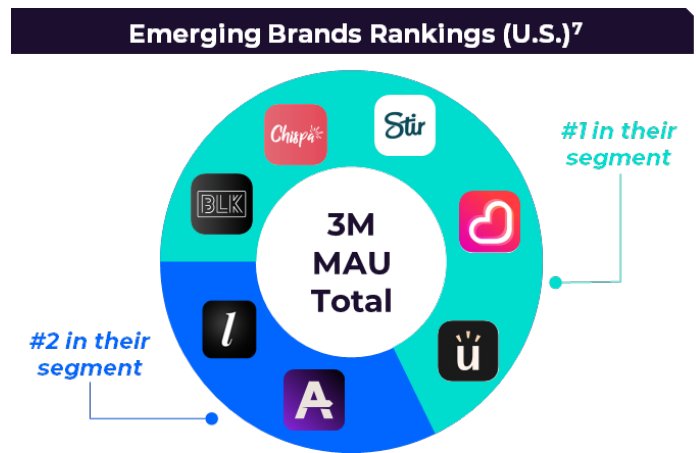 Emerging Brands Rankings (U.S.)⁷
Chispa
Stir
#1 in their
segment
BLK
3M
MAU
Total
l
#2 in their
segment
u
A